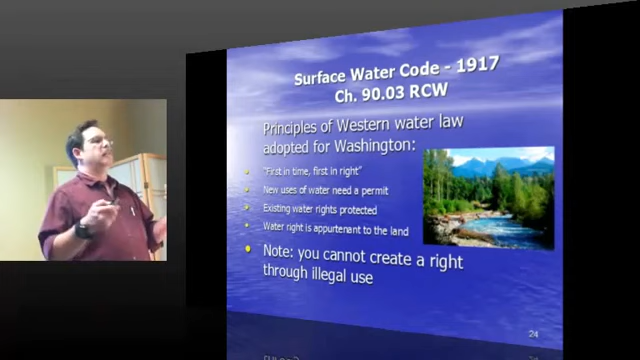 Surface Water Code - 1917
Ch. 90.03 RCW
Principles of Western water law
adopted for Washington:
"First in time, first in right"
New uses of water need a permit
Existing water rights protected
Water right is appurtenant to the land
Note: you cannot create a right
through illegal use
24